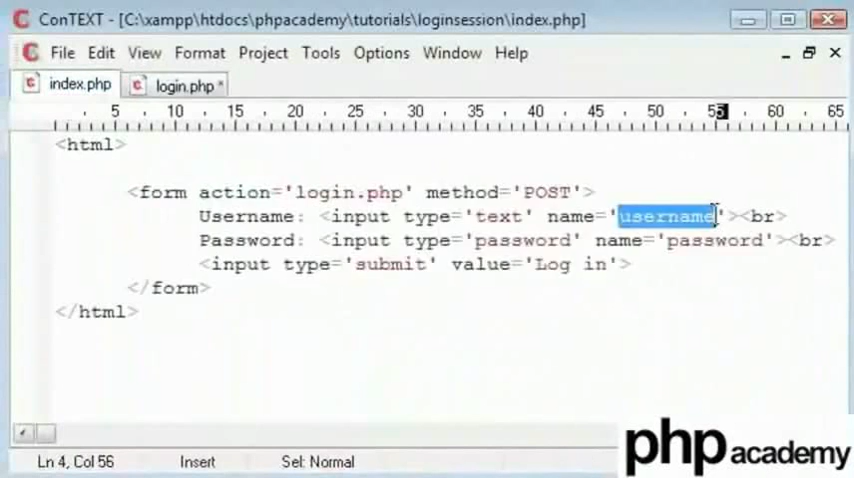 ConTEXT - [C:\xampp\htdocs\phpacademy\tutorials\loginsession\index.php]
File Edit View Format Project Tools Options Window Help
index.php login.php *
5 10 15 20 25 30 35 40 45 50 55 60 65
<html>
<form action='login.php' method='POST'>
Username: <input type='text' name='username'><br>
Password: <input type='password' name='password'><br>
<input type='submit' value='Log in'>
</form>
</html>
Ln 4, Col 56 Insert Sel: Normal
php academy